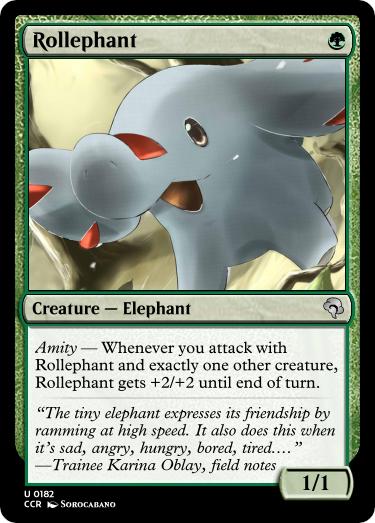 Rollephant
Creature — Elephant
Amity — Whenever you attack with
Rollephant and exactly one other creature,
Rollephant gets +2/+2 until end of turn.
“The tiny elephant expresses its friendship by
ramming at high speed. It also does this when
it’s sad, angry, hungry, bored, tired.…”
—Trainee Karina Oblay, field notes
1/1
U 0182
CCR Sorocabano